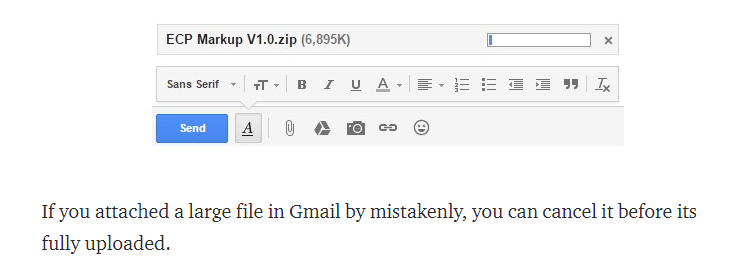 ECP Markup V1.0.zip (6,895K)
Sans Serif
Send
If you attached a large file in Gmail by mistakenly, you can cancel it before its
fully uploaded.